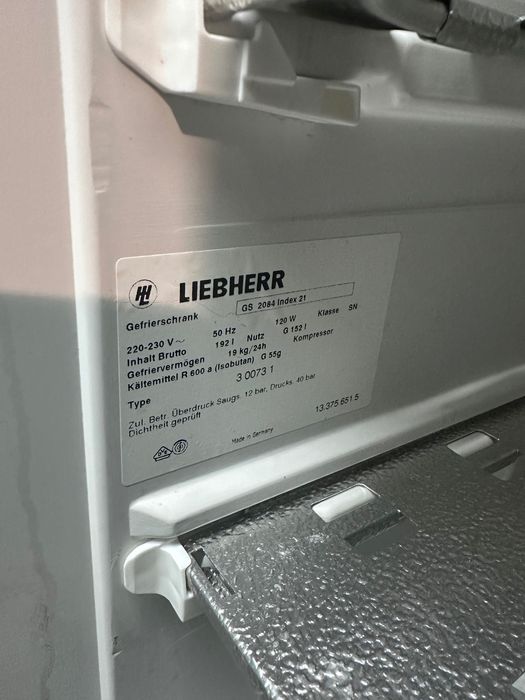 HL
LIEBHERR
Gefrierschrank GS 2084 Index 21
220-230 V~ 50 Hz 120 W Klasse SN
Inhalt Brutto 192 l Nutz G 152 l
Gefriervermögen 19 kg/24h Kompressor
Kältemittel R 600 a (Isobutan) G 55g
Type 3 0073 1
Zul. Betr. Überdruck Saugs. 12 bar, Drucks. 40 bar
Dichtheit geprüft 13.375.651.5
Made in Germany